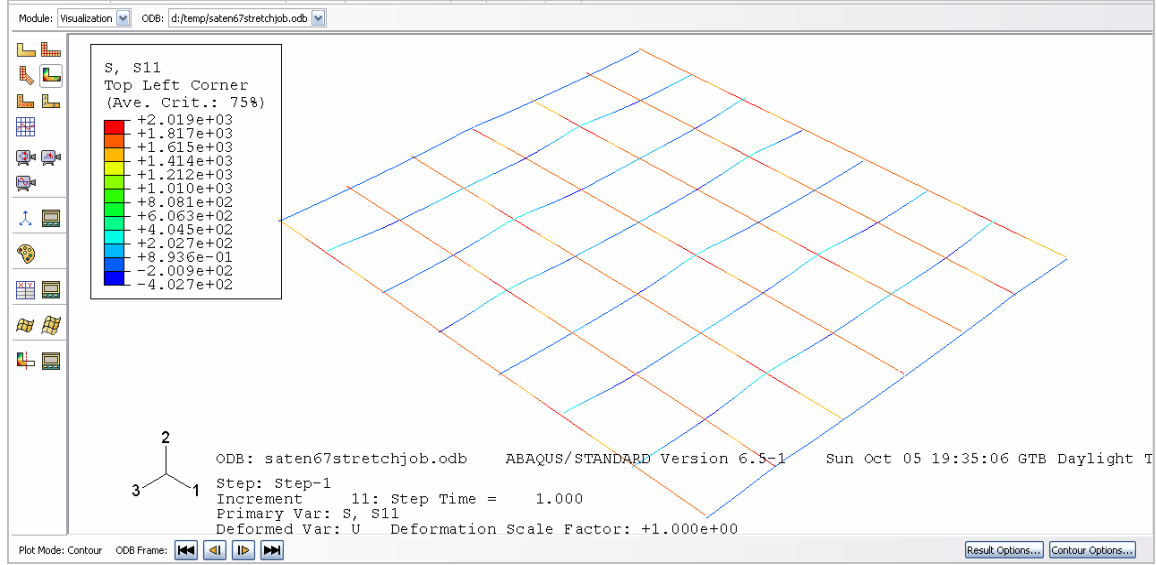 Module: Visualization ODB: d:/temp/saten67stretchjob.odb
S, S11
Top Left Corner
(Ave. Crit.: 75%)
+2.019e+03
+1.817e+03
+1.615e+03
+1.414e+03
+1.212e+03
+1.010e+03
+8.081e+02
+6.063e+02
+4.045e+02
+2.027e+02
+8.936e-01
-2.009e+02
-4.027e+02
2
3
1
ODB: saten67stretchjob.odb ABAQUS/STANDARD Version 6.5-1 Sun Oct 05 19:35:06 GTB Daylight T
Step: Step-1
Increment 11: Step Time = 1.000
Primary Var: S, S11
Deformed Var: U Deformation Scale Factor: +1.000e+00
Plot Mode: Contour ODB Frame: Result Options... Contour Options...